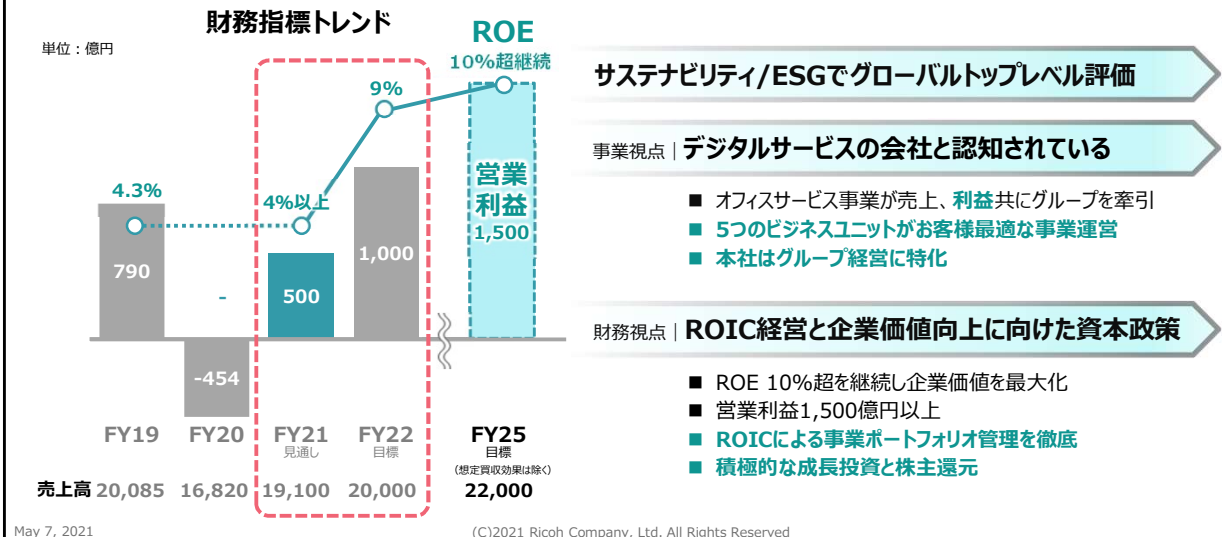 財務指標トレンド
単位：億円
ROE
10%超継続
9%
4.3%
4%以上
営業
利益
1,500
1,000
790
-
500
-454
FY19 FY20 FY21 FY22 FY25
見通し 目標 目標
(想定買収効果は除く)
売上高 20,085 16,820 19,100 20,000 22,000
サステナビリティ/ESGでグローバルトップレベル評価
事業視点 | デジタルサービスの会社と認知されている
■ オフィスサービス事業が売上、利益共にグループを牽引
■ 5つのビジネスユニットがお客様最適な事業運営
■ 本社はグループ経営に特化
財務視点 | ROIC経営と企業価値向上に向けた資本政策
■ ROE 10%超を継続し企業価値を最大化
■ 営業利益1,500億円以上
■ ROICによる事業ポートフォリオ管理を徹底
■ 積極的な成長投資と株主還元
May 7, 2021
(C)2021 Ricoh Company, Ltd. All Rights Reserved